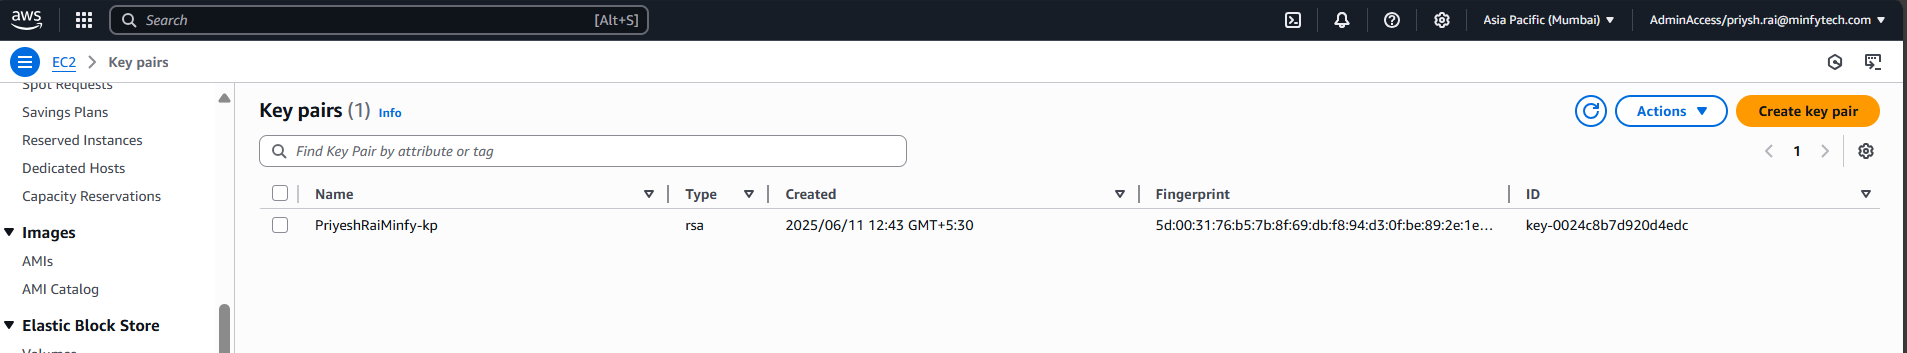 aws Search [Alt+S] Asia Pacific (Mumbai) AdminAccess/priysh.rai@minfytech.com
EC2 Key pairs
Spot Requests
Savings Plans
Reserved Instances
Dedicated Hosts
Capacity Reservations
Images
AMIs
AMI Catalog
Elastic Block Store
Volumes
Key pairs (1) Info Actions Create key pair
Find Key Pair by attribute or tag 1
Name Type Created Fingerprint ID
PriyeshRaiMinfy-kp rsa 2025/06/11 12:43 GMT+5:30 5d:00:31:76:b5:7b:8f:69:db:f8:94:d3:0f:be:89:2e:1e... key-0024c8b7d920d4edc